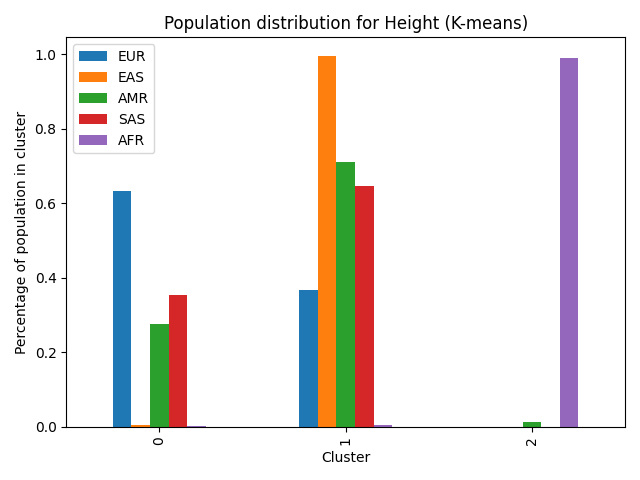 Population distribution for Height (K-means)
EUR
EAS
AMR
SAS
AFR
Percentage of population in cluster
1.0
0.8
0.6
0.4
0.2
0.0
0
1
2
Cluster